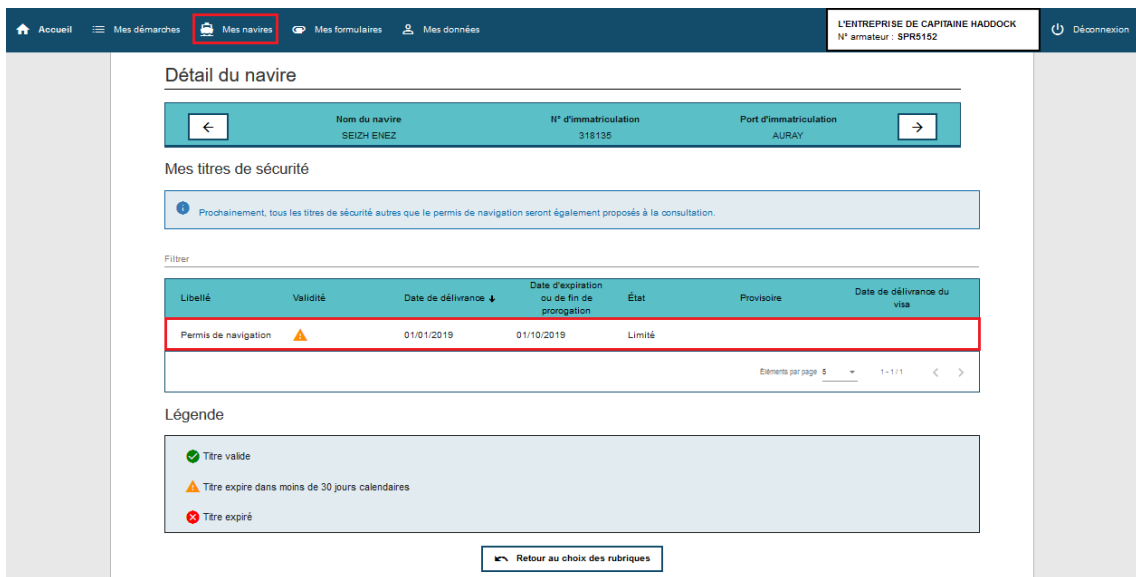 Accueil Mes démarches Mes navires Mes formulaires Mes données
L'ENTREPRISE DE CAPITAINE HADDOCK
N° armateur : SPR5152
Déconnexion
Détail du navire
Nom du navire N° d'immatriculation Port d'immatriculation
SEIZH ENEZ 318135 AURAY
Mes titres de sécurité
Prochainement, tous les titres de sécurité autres que le permis de navigation seront également proposés à la consultation.
Filtrer
Libellé Validité Date de délivrance Date d'expiration ou de fin de prorogation État Provisoire Date de délivrance du visa
Permis de navigation 01/01/2019 01/10/2019 Limité
Éléments par page 5 1 - 1 / 1
Légende
Titre valide
Titre expire dans moins de 30 jours calendaires
Titre expiré
Retour au choix des rubriques